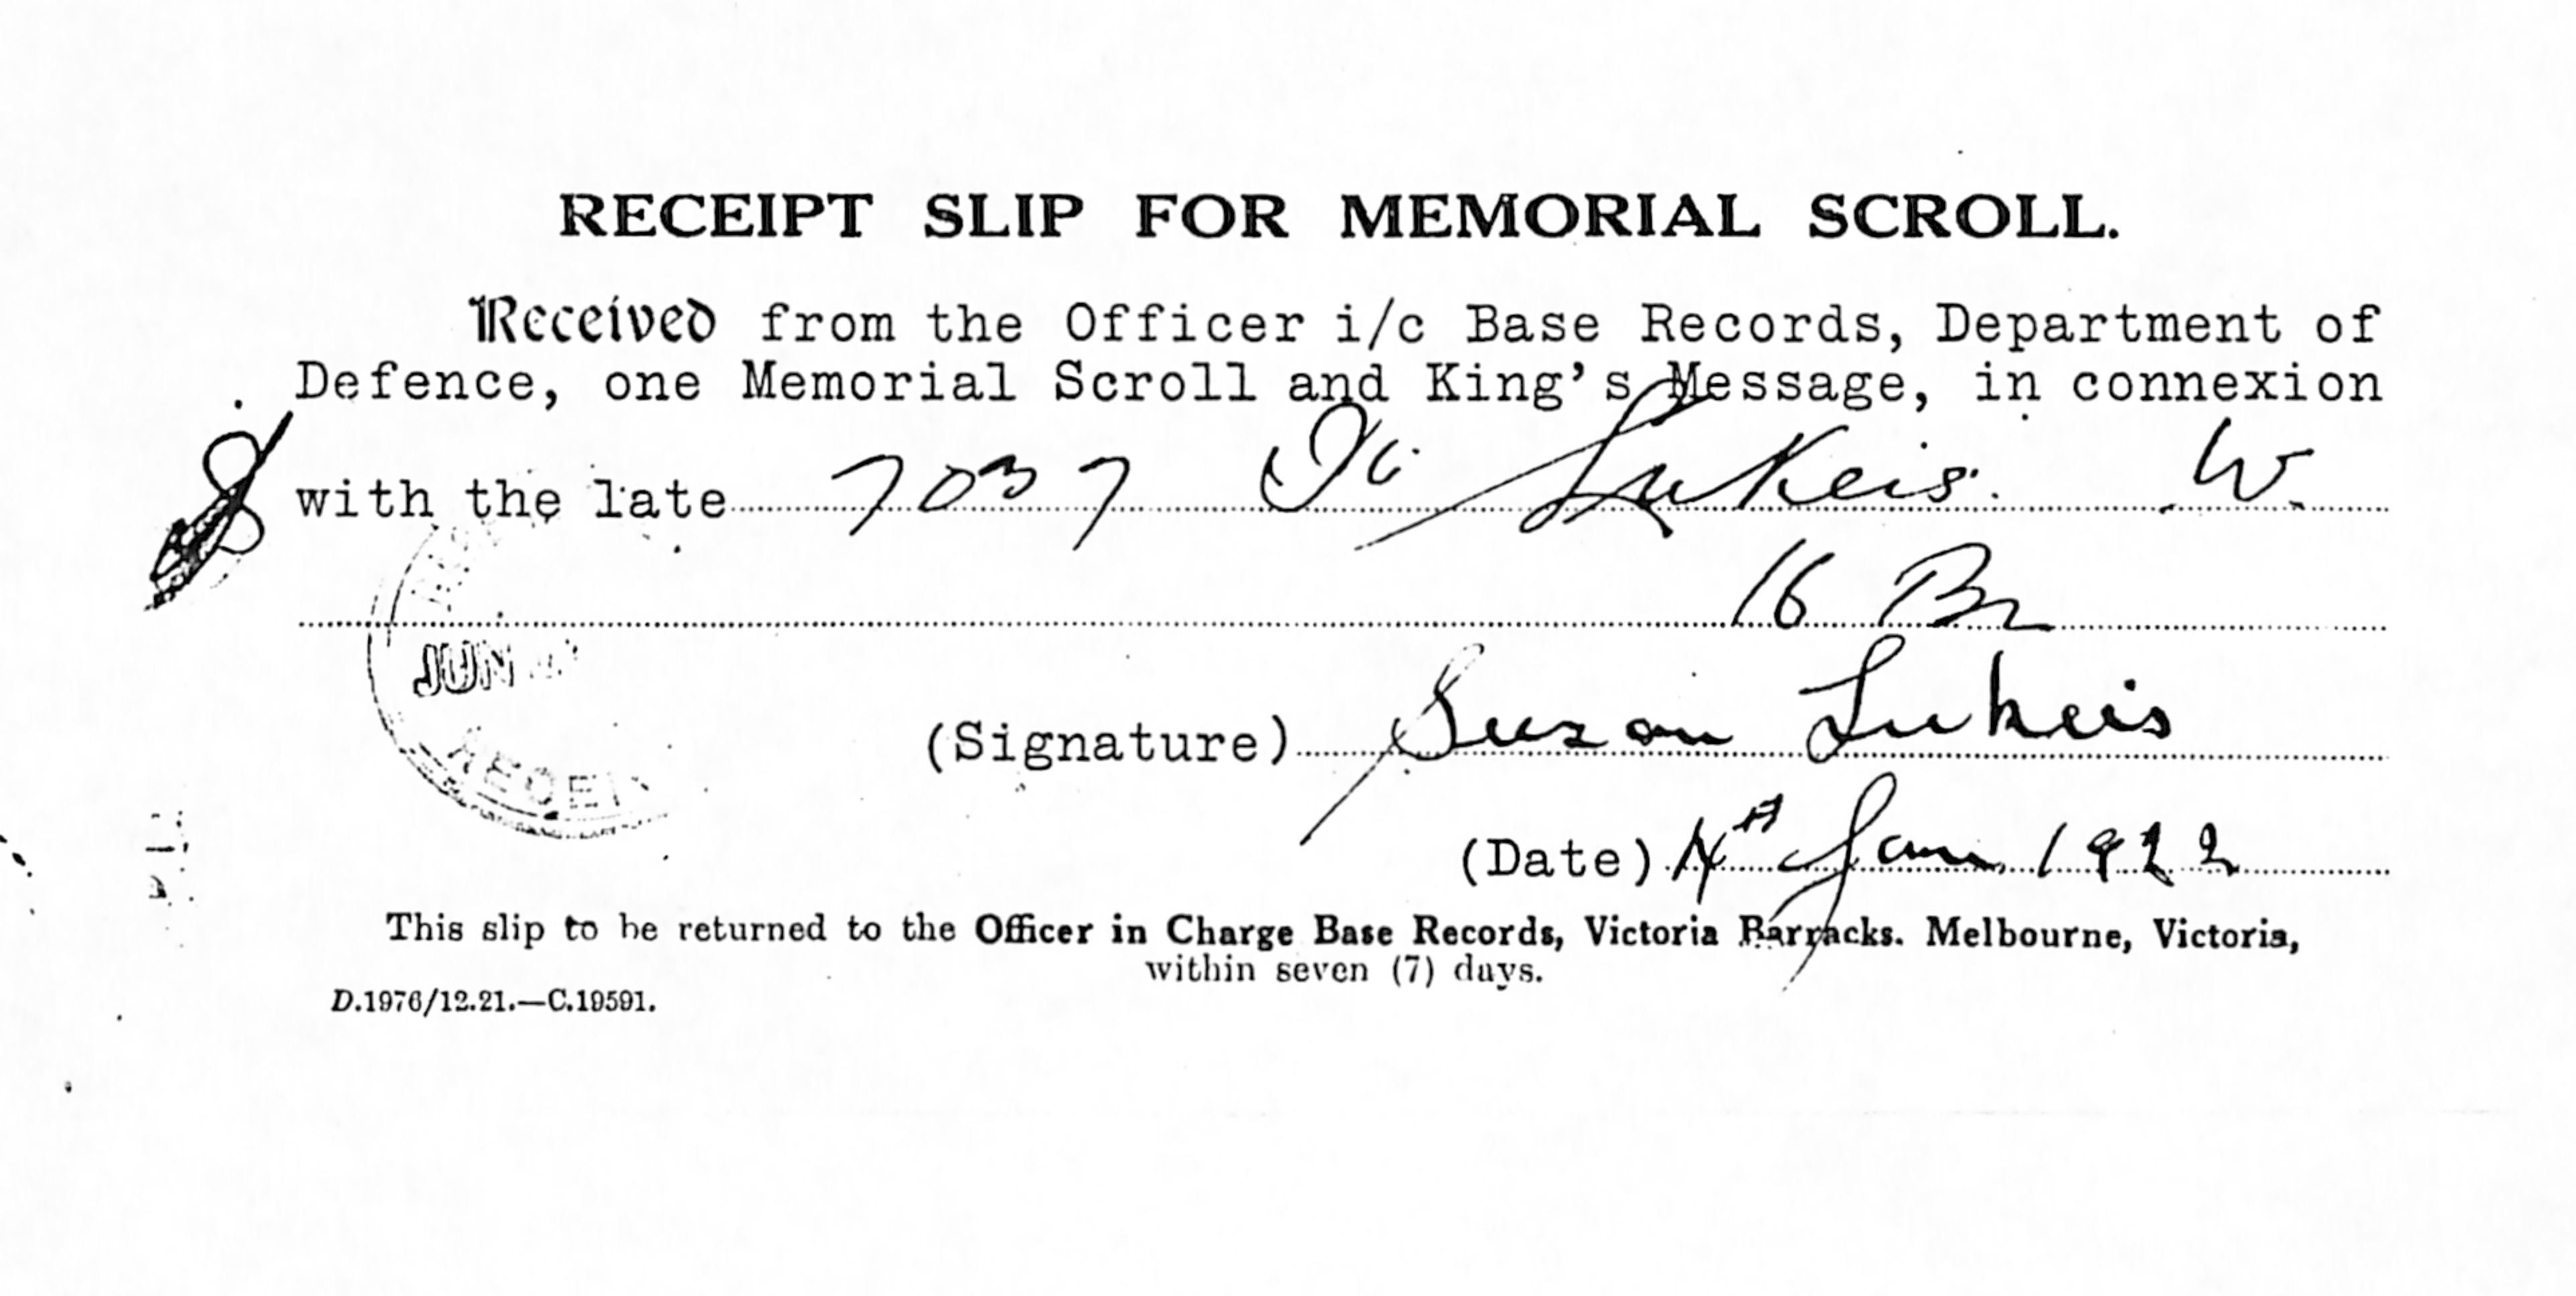 RECEIPT SLIP FOR MEMORIAL SCROLL.
Received from the Officer i/c Base Records, Department of
Defence, one Memorial Scroll and King's Message, in connexion
with the late 7037 Lukeis. W.
16 Bn
JUN
(Signature) Suzan Lukeis
(Date) 4th Jan 1922
This slip to be returned to the Officer in Charge Base Records, Victoria Barracks. Melbourne, Victoria,
within seven (7) days.
D.1976/12.21.—C.19591.